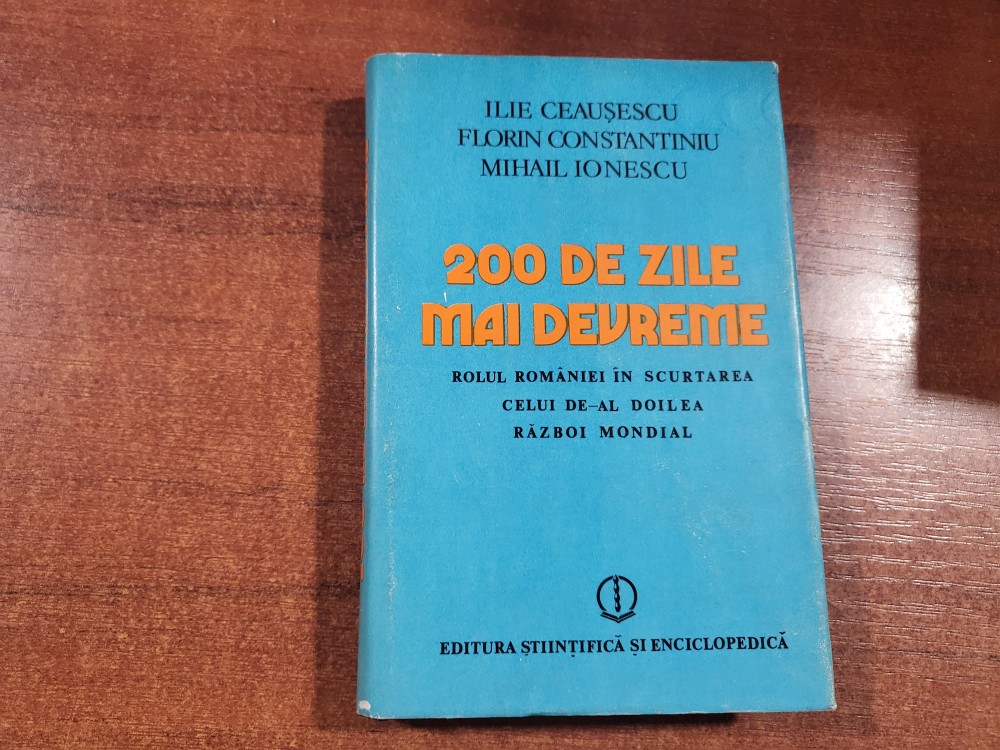 ILIE CEAUȘESCU
FLORIN CONSTANTINIU
MIHAIL IONESCU
200 DE ZILE
MAI DEVREME
ROLUL ROMÂNIEI ÎN SCURTAREA
CELUI DE-AL DOILEA
RĂZBOI MONDIAL
EDITURA ȘTIINȚIFICĂ ȘI ENCICLOPEDICĂ